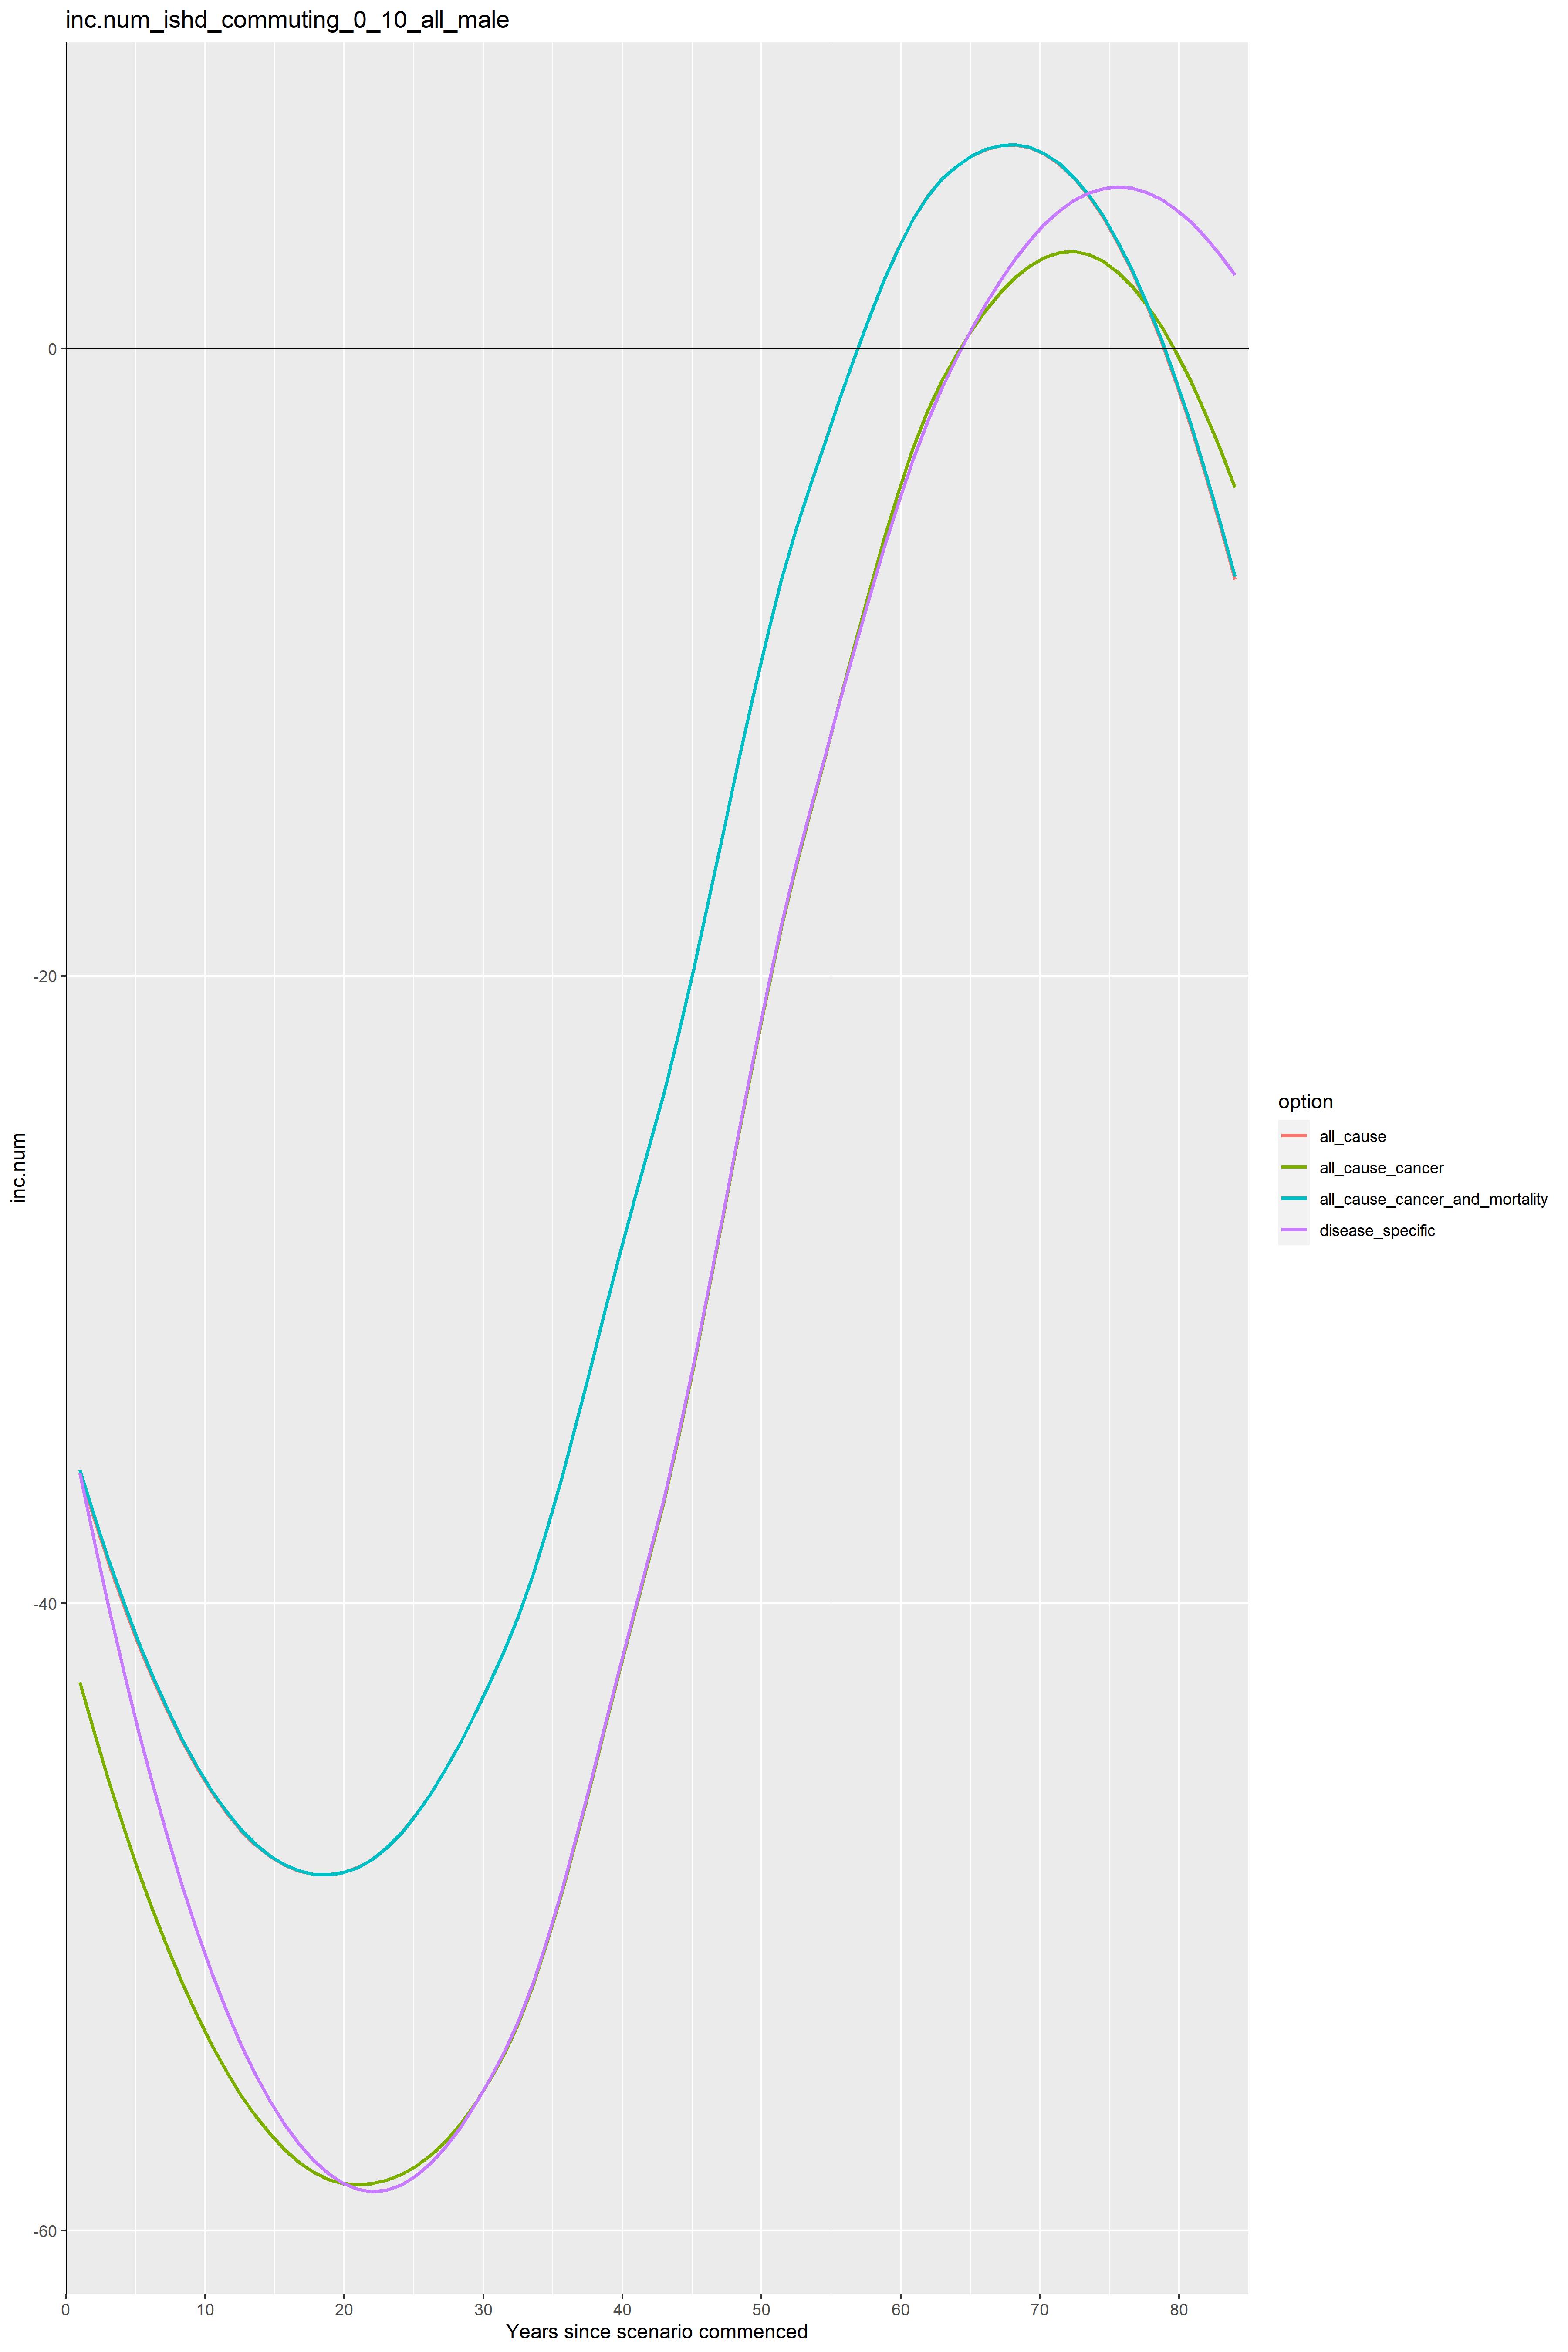 inc.num_ishd_commuting_0_10_all_male
inc.num
0
-20
-40
-60
0 10 20 30 40 50 60 70 80
Years since scenario commenced
option
all_cause
all_cause_cancer
all_cause_cancer_and_mortality
disease_specific